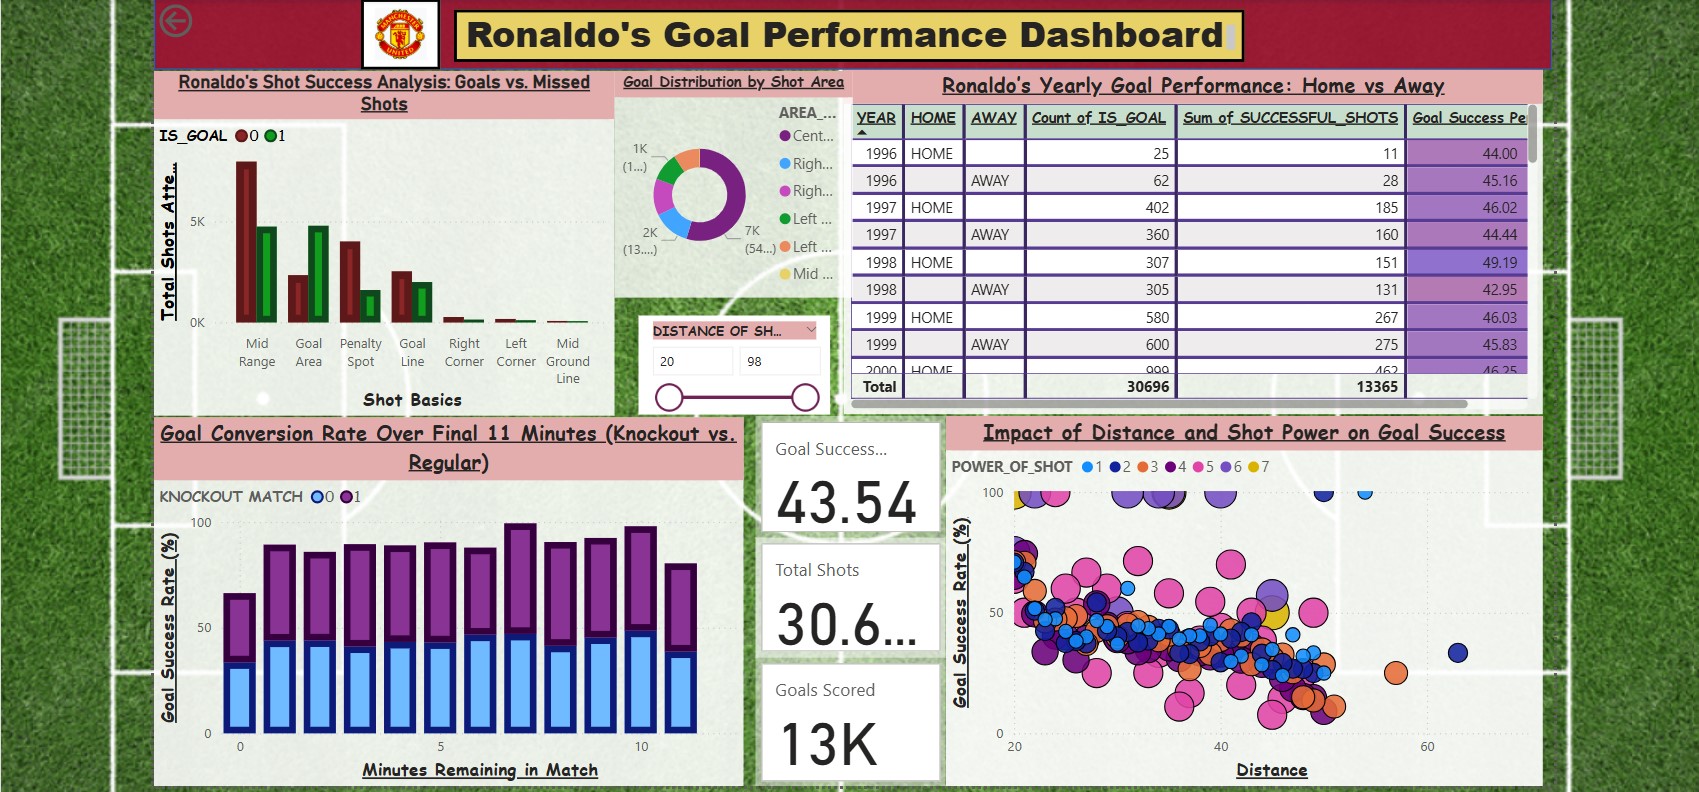 MANCHESTER
UNITED
Ronaldo's Goal Performance Dashboard
Ronaldo's Shot Success Analysis: Goals vs. Missed
Shots
IS_GOAL 0 1
Total Shots Atte...
5K
0K
Mid Range
Goal Area
Penalty Spot
Goal Line
Right Corner
Left Corner
Mid Ground Line
Shot Basics
Goal Distribution by Shot Area
AREA_...
Cent...
Righ...
Righ...
Left ...
Left ...
Mid ...
1K
(1...)
2K
(13....)
7K
(54...)
DISTANCE OF SH...
20 98
Ronaldo's Yearly Goal Performance: Home vs Away
YEAR HOME AWAY Count of IS_GOAL Sum of SUCCESSFUL_SHOTS Goal Success Pe
1996 HOME 25 11 44.00
1996 AWAY 62 28 45.16
1997 HOME 402 185 46.02
1997 AWAY 360 160 44.44
1998 HOME 307 151 49.19
1998 AWAY 305 131 42.95
1999 HOME 580 267 46.03
1999 AWAY 600 275 45.83
2000 HOME 999 462 46.25
Total 30696 13365
Goal Conversion Rate Over Final 11 Minutes (Knockout vs.
Regular)
KNOCKOUT MATCH 0 1
Goal Success Rate (%)
100
50
0
0 5 10
Minutes Remaining in Match
Goal Success...
43.54
Total Shots
30.6...
Goals Scored
13K
Impact of Distance and Shot Power on Goal Success
POWER_OF_SHOT 1 2 3 4 5 6 7
Goal Success Rate (%)
100
50
0
20 40 60
Distance